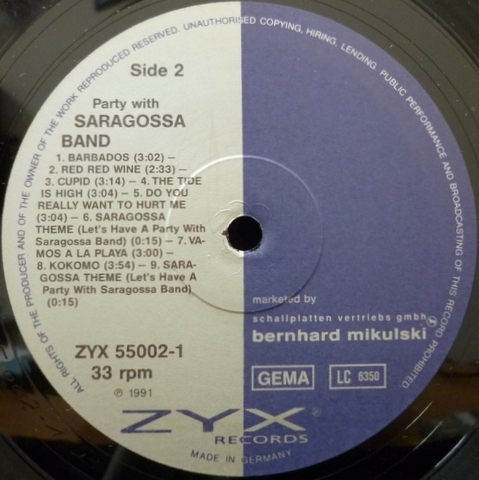 ALL RIGHTS OF THE PRODUCER AND OF THE OWNER OF THE WORK REPRODUCED RESERVED. UNAUTHORISED COPYING, HIRING, LENDING, PUBLIC PERFORMANCE AND BROADCASTING OF THIS RECORD PROHIBITED
Side 2
Party with
SARAGOSSA
BAND
1. BARBADOS (3:02) –
2. RED RED WINE (2:33) –
3. CUPID (3:14) – 4. THE TIDE
IS HIGH (3:04) – 5. DO YOU
REALLY WANT TO HURT ME
(3:04) – 6. SARAGOSSA
THEME (Let's Have A Party With
Saragossa Band) (0:15) – 7. VA-
MOS A LA PLAYA (3:00) –
8. KOKOMO (3:54) – 9. SARA-
GOSSA THEME (Let's Have A
Party With Saragossa Band)
(0:15)
marketed by
schallplatten vertriebs gmbh
bernhard mikulski
ZYX 55002-1
33 rpm
℗ 1991
GEMA
LC 6350
ZYX®
RECORDS
MADE IN GERMANY